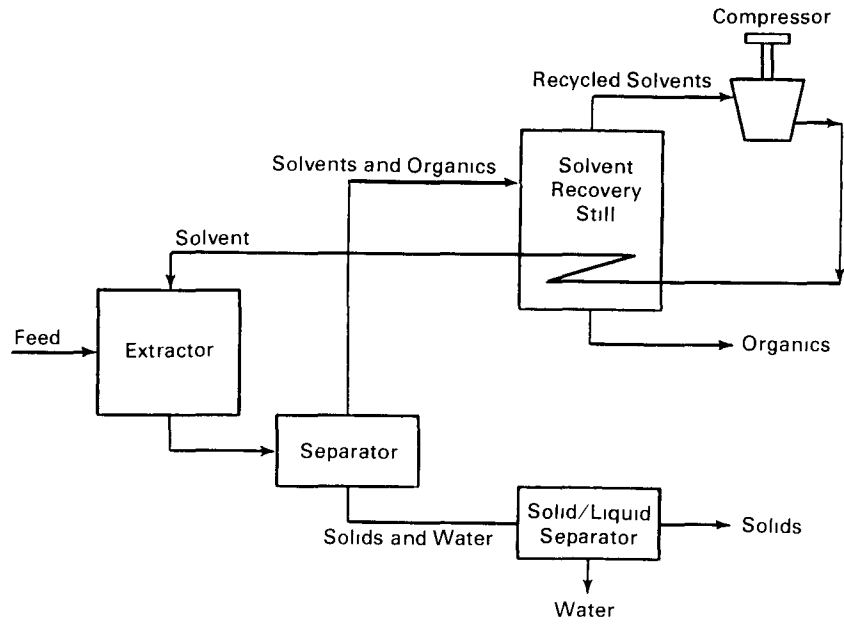 Compressor
Recycled Solvents
Solvents and Organics
Solvent
Recovery
Still
Solvent
Feed
Extractor
Organics
Separator
Solids and Water
Solid/Liquid
Separator
Solids
Water